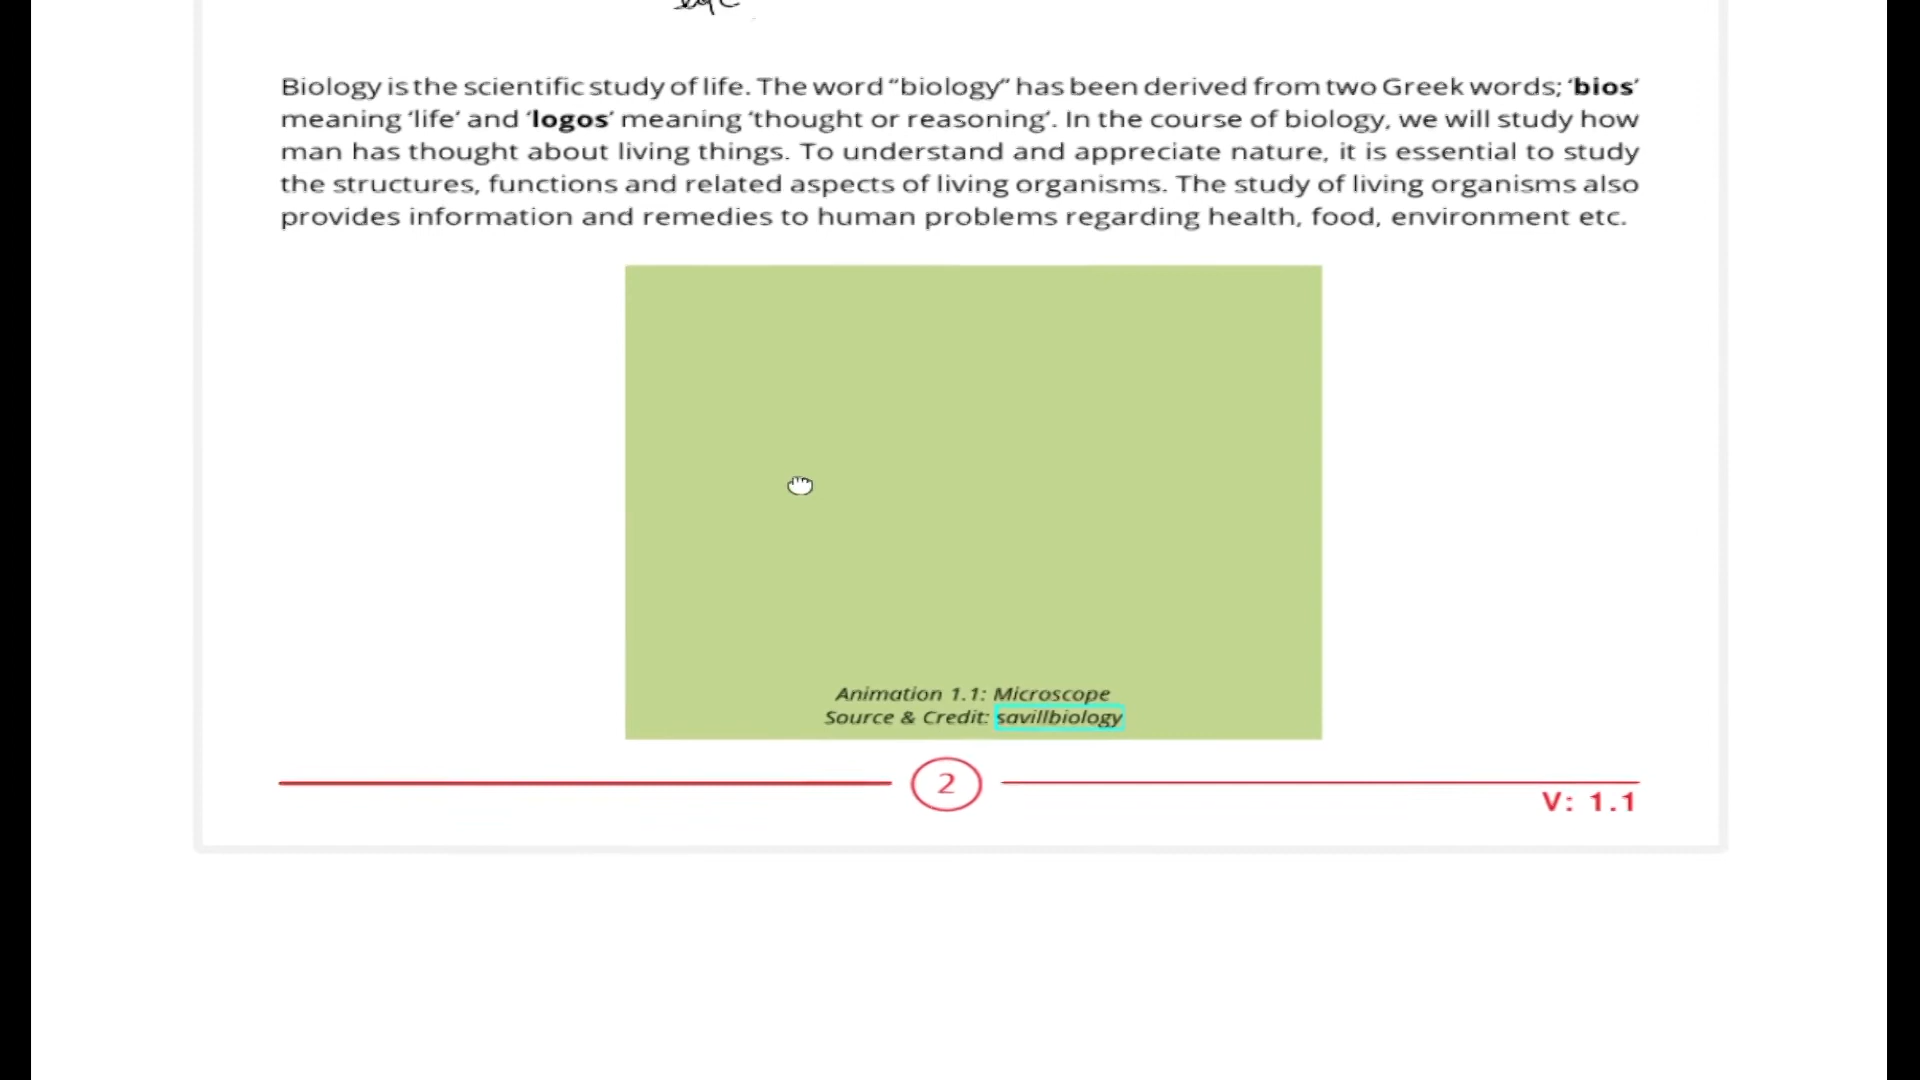 Biology is the scientific study of life. The word “biology” has been derived from two Greek words; ‘bios’
meaning ‘life’ and ‘logos’ meaning ‘thought or reasoning’. In the course of biology, we will study how
man has thought about living things. To understand and appreciate nature, it is essential to study
the structures, functions and related aspects of living organisms. The study of living organisms also
provides information and remedies to human problems regarding health, food, environment etc.
Animation 1.1: Microscope
Source & Credit: savillbiology
2
V: 1.1